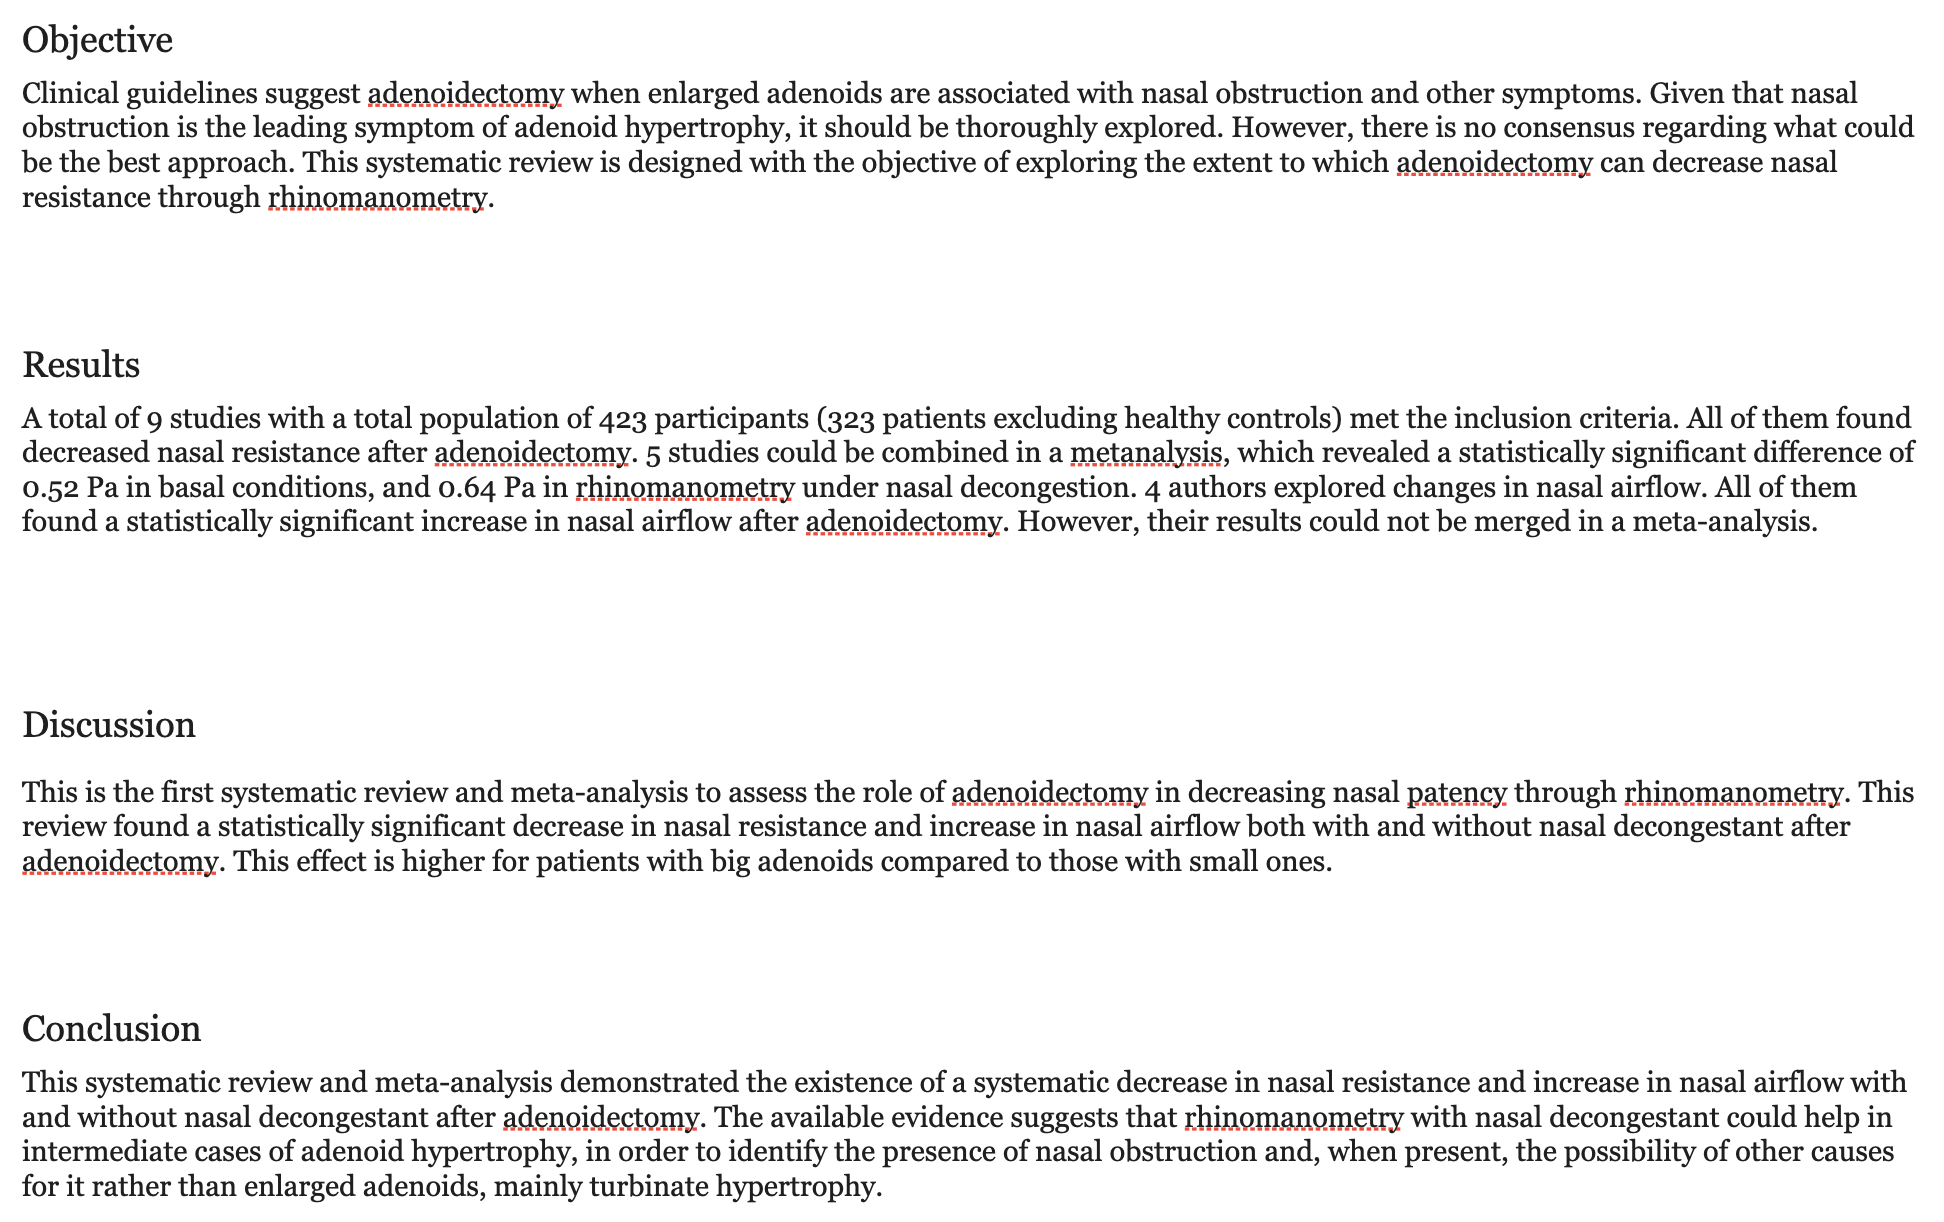 Objective
Clinical guidelines suggest adenoidectomy when enlarged adenoids are associated with nasal obstruction and other symptoms. Given that nasal
obstruction is the leading symptom of adenoid hypertrophy, it should be thoroughly explored. However, there is no consensus regarding what could
be the best approach. This systematic review is designed with the objective of exploring the extent to which adenoidectomy can decrease nasal
resistance through rhinomanometry.
Results
A total of 9 studies with a total population of 423 participants (323 patients excluding healthy controls) met the inclusion criteria. All of them found
decreased nasal resistance after adenoidectomy. 5 studies could be combined in a metanalysis, which revealed a statistically significant difference of
0.52 Pa in basal conditions, and 0.64 Pa in rhinomanometry under nasal decongestion. 4 authors explored changes in nasal airflow. All of them
found a statistically significant increase in nasal airflow after adenoidectomy. However, their results could not be merged in a meta-analysis.
Discussion
This is the first systematic review and meta-analysis to assess the role of adenoidectomy in decreasing nasal patency through rhinomanometry. This
review found a statistically significant decrease in nasal resistance and increase in nasal airflow both with and without nasal decongestant after
adenoidectomy. This effect is higher for patients with big adenoids compared to those with small ones.
Conclusion
This systematic review and meta-analysis demonstrated the existence of a systematic decrease in nasal resistance and increase in nasal airflow with
and without nasal decongestant after adenoidectomy. The available evidence suggests that rhinomanometry with nasal decongestant could help in
intermediate cases of adenoid hypertrophy, in order to identify the presence of nasal obstruction and, when present, the possibility of other causes
for it rather than enlarged adenoids, mainly turbinate hypertrophy.